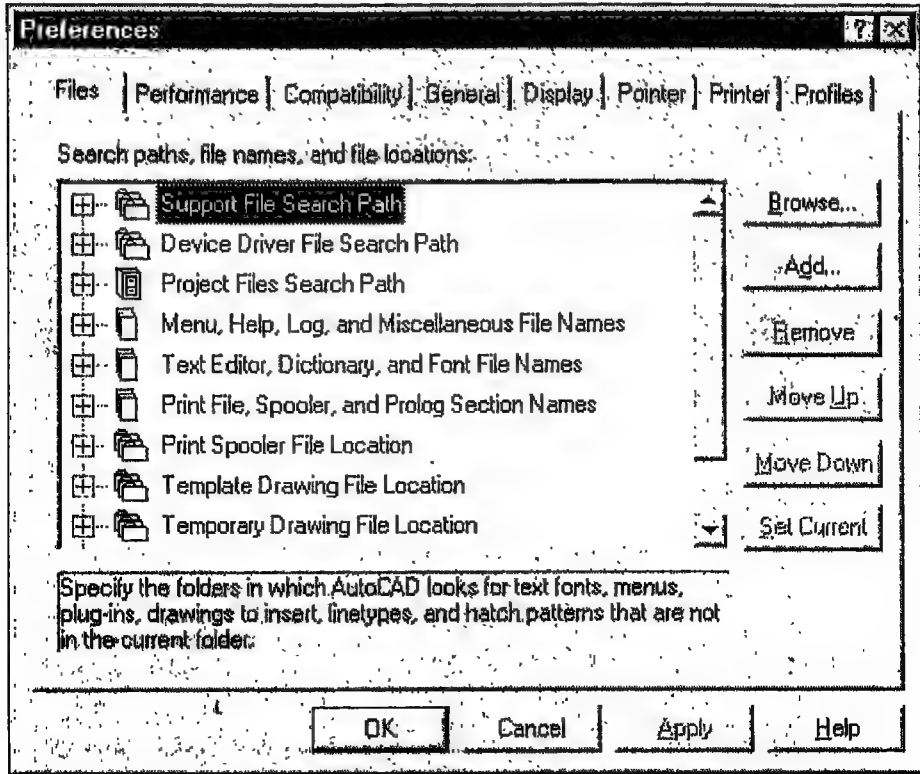 Preferences
Files Performance Compatibility General Display Pointer Printer Profiles
Search paths, file names, and file locations:
Support File Search Path
Device Driver File Search Path
Project Files Search Path
Menu, Help, Log, and Miscellaneous File Names
Text Editor, Dictionary, and Font File Names
Print File, Spooler, and Prolog Section Names
Print Spooler File Location
Template Drawing File Location
Temporary Drawing File Location
Browse...
Add...
Remove
Move Up
Move Down
Set Current
Specify the folders in which AutoCAD looks for text fonts, menus,
plug-ins, drawings to insert, linetypes, and hatch patterns that are not
in the current folder.
OK Cancel Apply Help